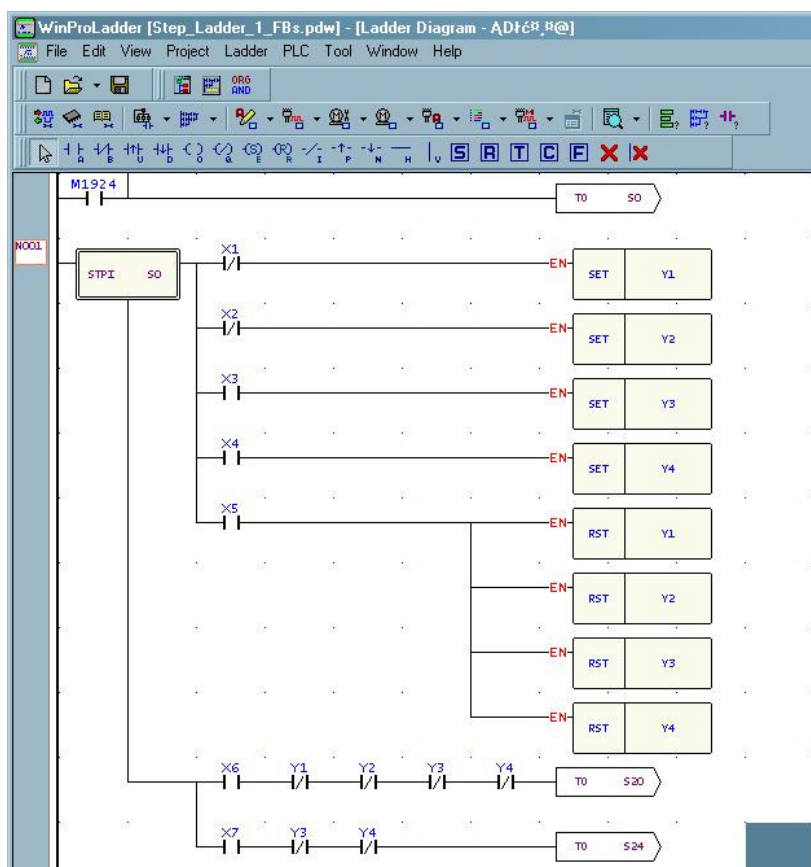 WinProLadder [Step_Ladder_1_FBs.pdw] - [Ladder Diagram - ĄDłćº¸º@]
File Edit View Project Ladder PLC Tool Window Help
ORG
AND
A B U D O Q E R I P N H V S R T C F
M1924
TO S0
N001
STPI S0
X1
EN
SET Y1
X2
EN
SET Y2
X3
EN
SET Y3
X4
EN
SET Y4
X5
EN
RST Y1
EN
RST Y2
EN
RST Y3
EN
RST Y4
X6 Y1 Y2 Y3 Y4
TO S20
X7 Y3 Y4
TO S24